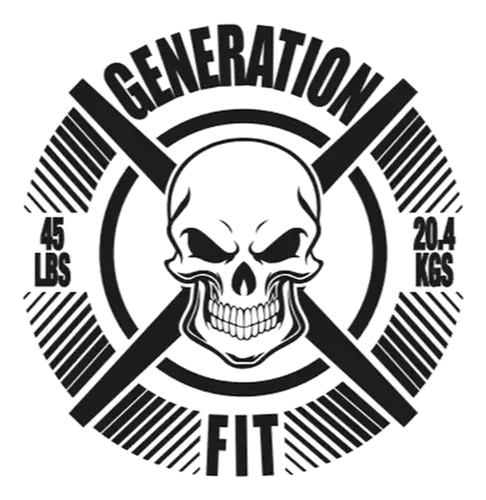 GENERATION
45
LBS
20.4
KGS
FIT